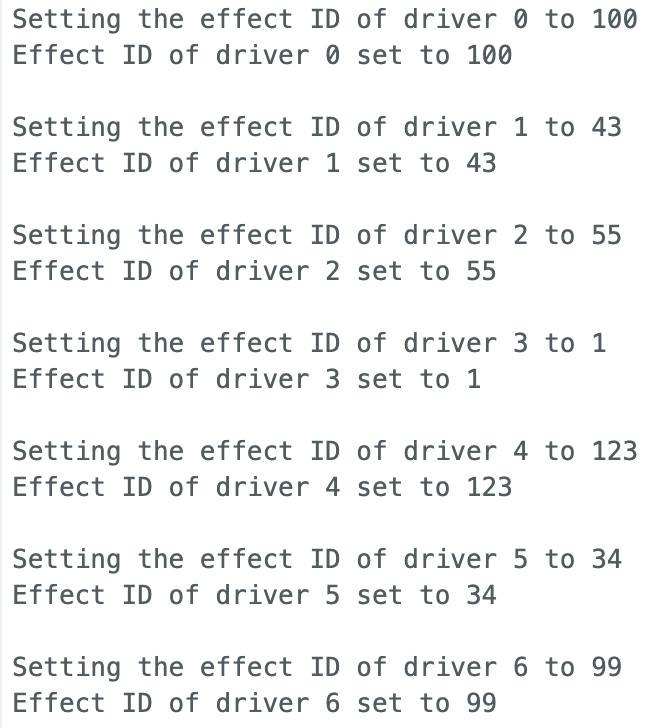 Setting the effect ID of driver 0 to 100
Effect ID of driver 0 set to 100

Setting the effect ID of driver 1 to 43
Effect ID of driver 1 set to 43

Setting the effect ID of driver 2 to 55
Effect ID of driver 2 set to 55

Setting the effect ID of driver 3 to 1
Effect ID of driver 3 set to 1

Setting the effect ID of driver 4 to 123
Effect ID of driver 4 set to 123

Setting the effect ID of driver 5 to 34
Effect ID of driver 5 set to 34

Setting the effect ID of driver 6 to 99
Effect ID of driver 6 set to 99